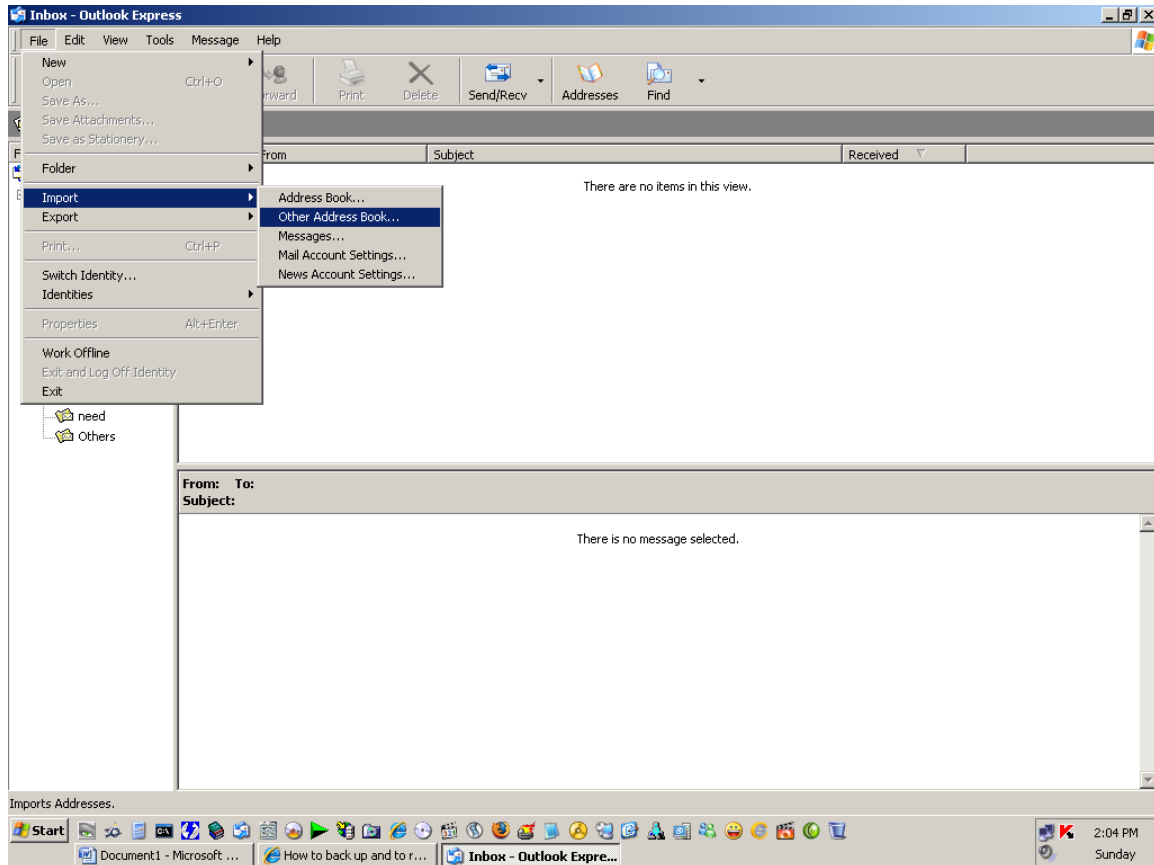 Inbox - Outlook Express
File Edit View Tools Message Help
New
Open Ctrl+O
Save As...
Save Attachments...
Save as Stationery...
Folder
Import
Export
Print... Ctrl+P
Switch Identity...
Identities
Properties Alt+Enter
Work Offline
Exit and Log Off Identity
Exit
Print Delete Send/Recv Addresses Find
From Subject Received
There are no items in this view.
Address Book...
Other Address Book...
Messages...
Mail Account Settings...
News Account Settings...
need
Others
From: To:
Subject:
There is no message selected.
Imports Addresses.
Start
2:04 PM
Document1 - Microsoft ... How to back up and to r... Inbox - Outlook Expre...
Sunday